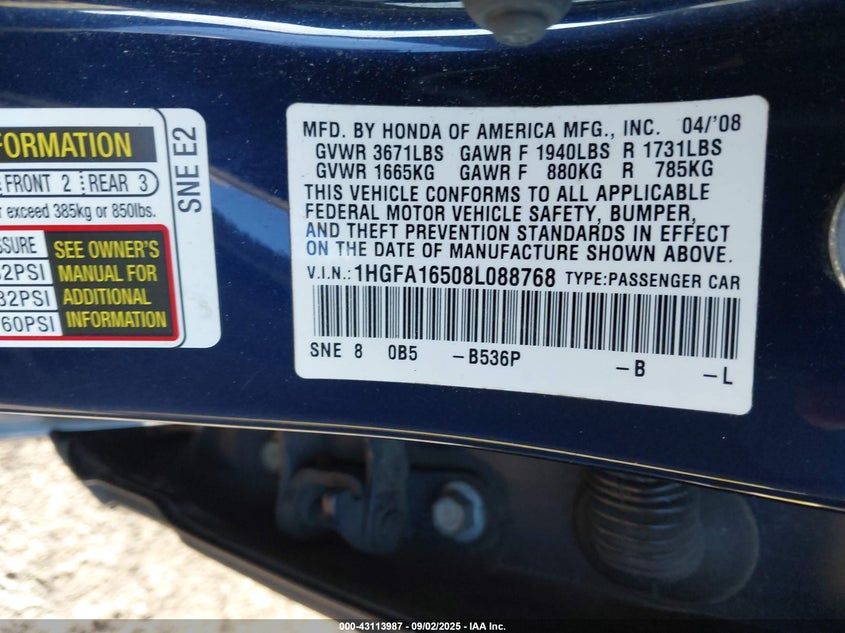 FORMATION
FRONT 2 REAR 3
exceed 385kg or 850lbs.
SEE OWNER'S
MANUAL FOR
ADDITIONAL
INFORMATION
32PSI
60PSI
SNE E2
MFD. BY HONDA OF AMERICA MFG., INC. 04/'08
GVWR 3671LBS GAWR F 1940LBS R 1731LBS
GVWR 1665KG GAWR F 880KG R 785KG
THIS VEHICLE CONFORMS TO ALL APPLICABLE
FEDERAL MOTOR VEHICLE SAFETY, BUMPER,
AND THEFT PREVENTION STANDARDS IN EFFECT
ON THE DATE OF MANUFACTURE SHOWN ABOVE.
V.I.N.:1HGFA16508L088768 TYPE:PASSENGER CAR
SNE 8 0B5 -B536P -B -L
000-43113987 - 09/02/2025 - IAA Inc.